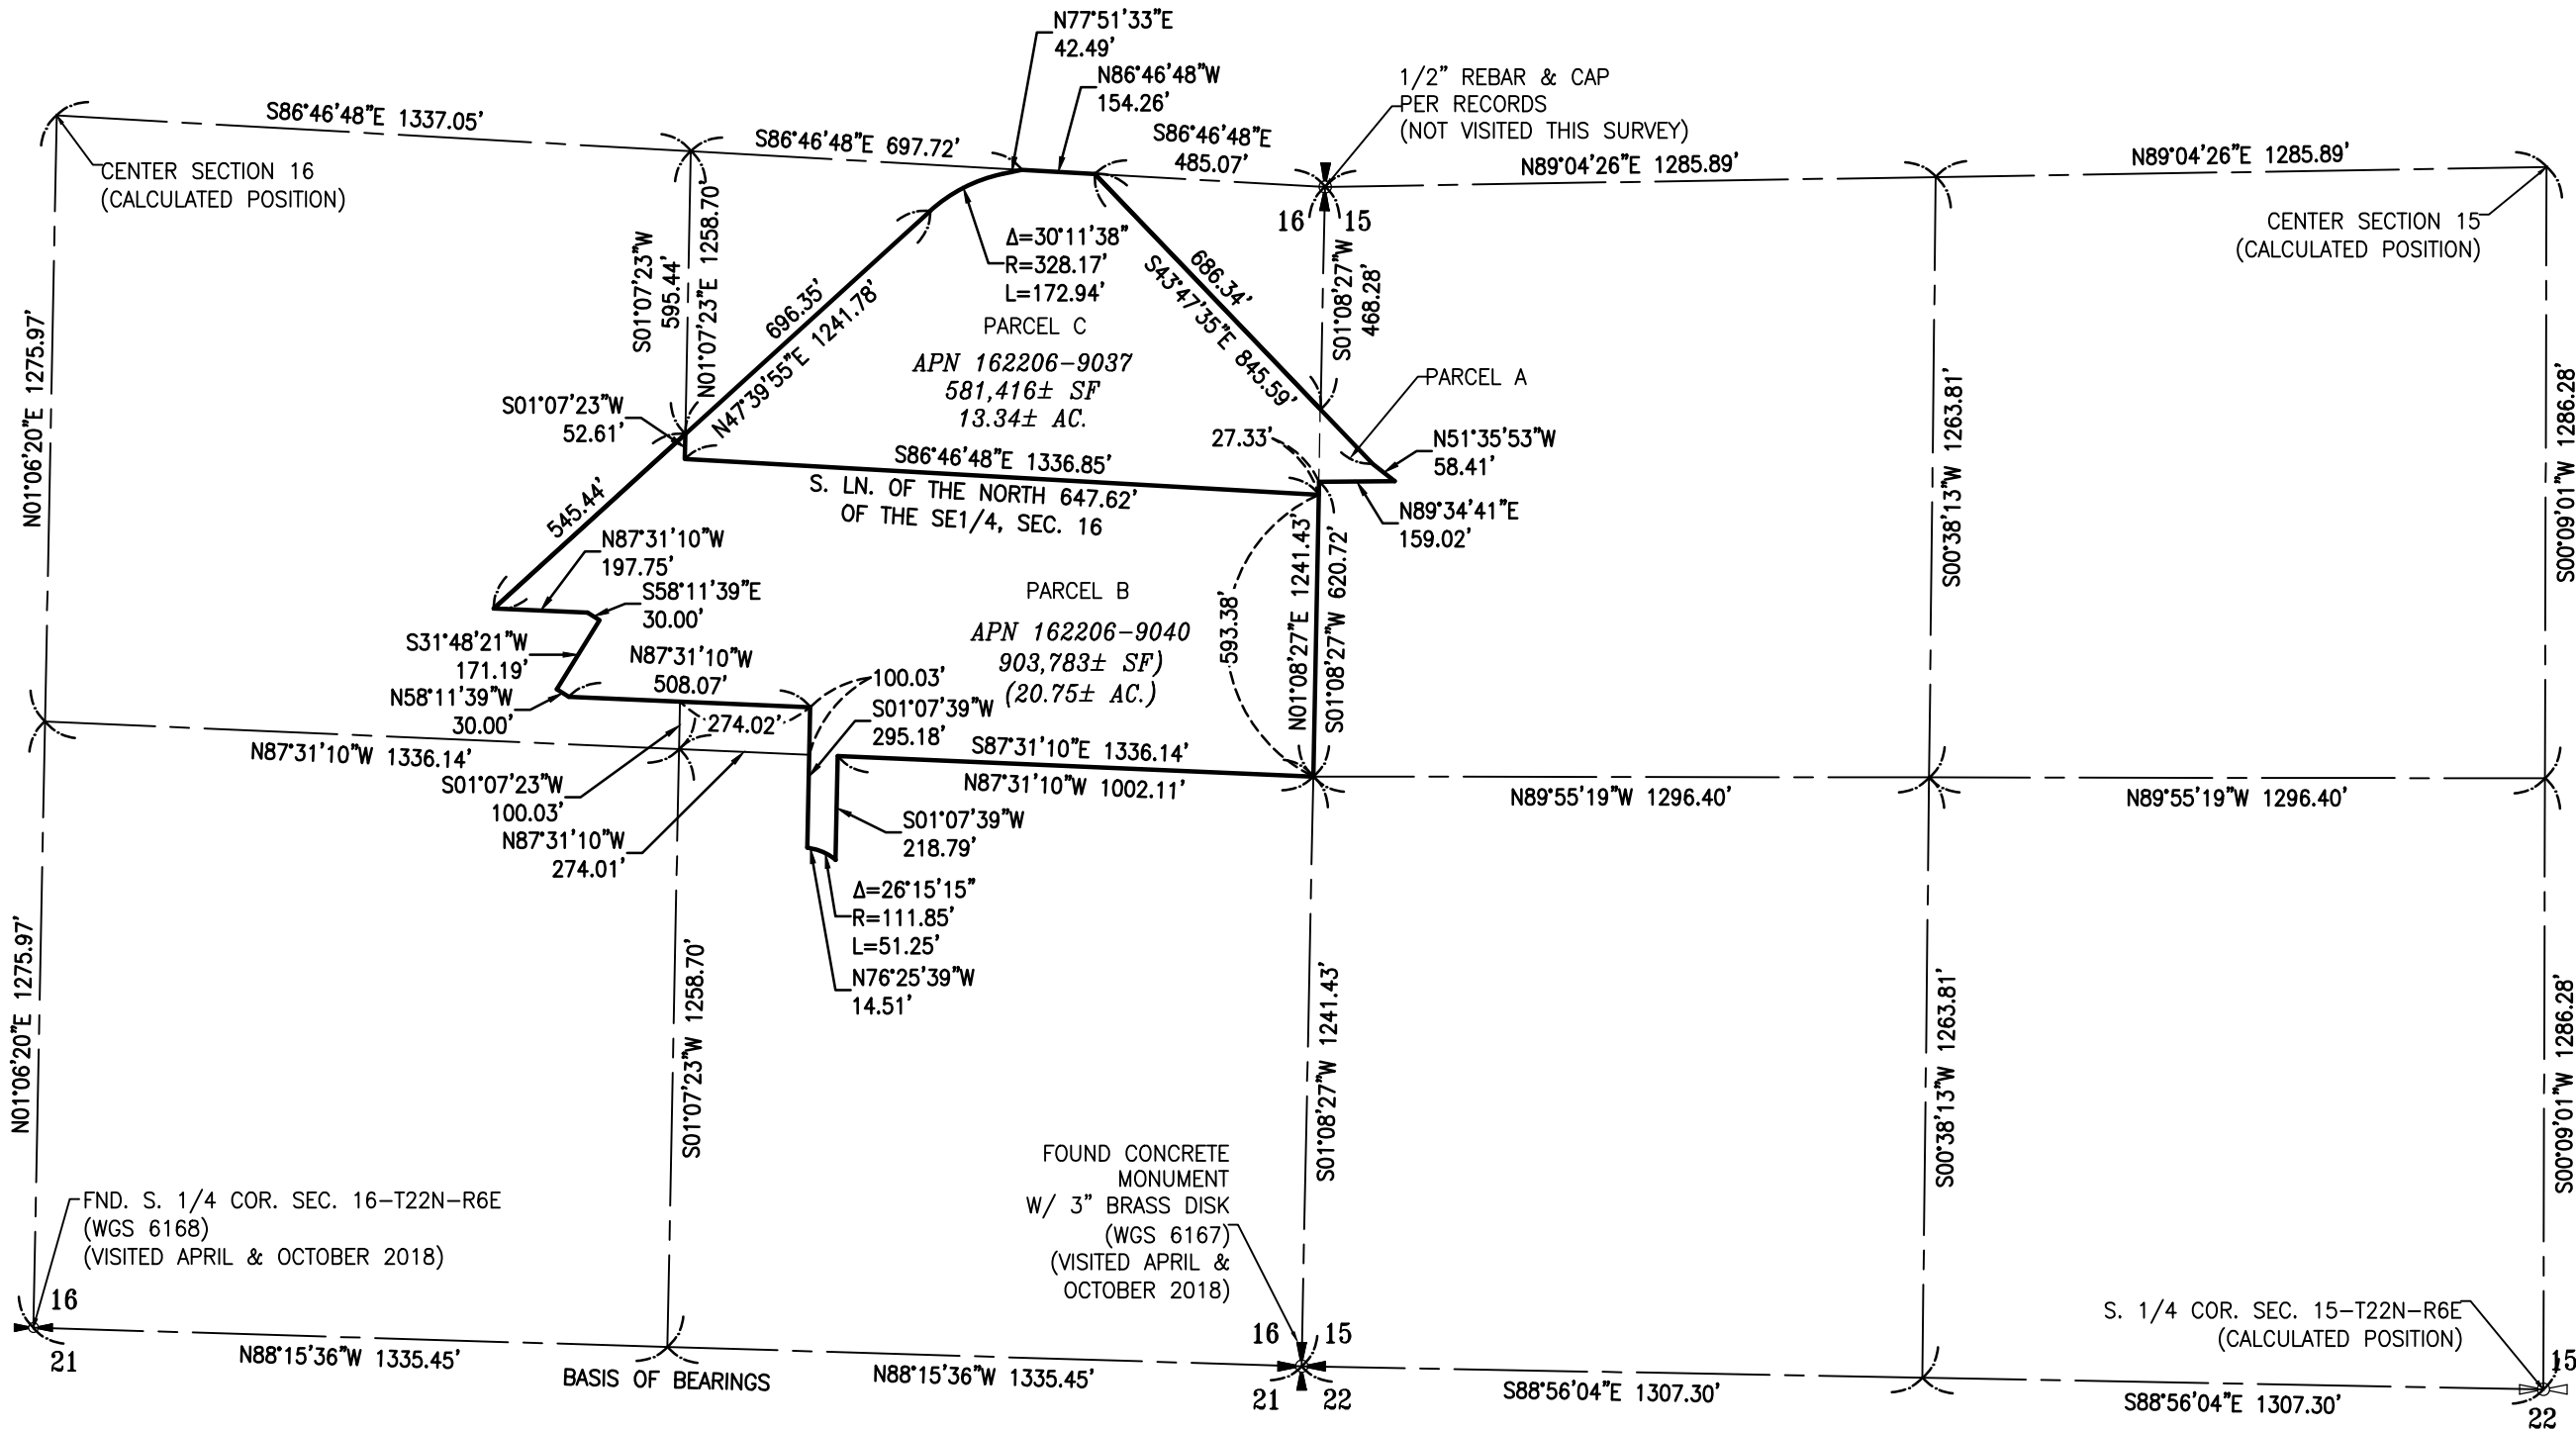 N77°51'33"E
42.49'
N86°46'48"W
154.26'
S86°46'48"E
485.07'
1/2" REBAR & CAP
PER RECORDS
(NOT VISITED THIS SURVEY)
S86°46'48"E 1337.05'
S86°46'48"E 697.72'
N89°04'26"E 1285.89'
N89°04'26"E 1285.89'
CENTER SECTION 16
(CALCULATED POSITION)
16 15
CENTER SECTION 15
(CALCULATED POSITION)
S01°07'23"W
595.44'
N01°07'23"E 1258.70'
Δ=30°11'38"
R=328.17'
L=172.94'
686.34'
S43°47'35"E 845.59'
S01°08'27"W
468.28'
696.35'
N47°39'55"E 1241.78'
PARCEL C
APN 162206-9037
581,416± SF
13.34± AC.
PARCEL A
N01°06'20"E 1275.97'
S01°07'23"W
52.61'
27.33'
N51°35'53"W
58.41'
S00°38'13"W 1263.81'
S00°09'01"W 1286.28'
S86°46'48"E 1336.85'
S. LN. OF THE NORTH 647.62'
OF THE SE1/4, SEC. 16
N89°34'41"E
159.02'
545.44'
N87°31'10"W
197.75'
S58°11'39"E
30.00'
PARCEL B
APN 162206-9040
903,783± SF)
(20.75± AC.)
593.38'
N01°08'27"E 1241.43'
S01°08'27"W 620.72'
S31°48'21"W
171.19'
N87°31'10"W
508.07'
N58°11'39"W
30.00'
100.03'
S01°07'39"W
295.18'
274.02'
N87°31'10"W 1336.14'
S87°31'10"E 1336.14'
N87°31'10"W 1002.11'
S01°07'23"W
100.03'
N89°55'19"W 1296.40'
N89°55'19"W 1296.40'
N87°31'10"W
274.01'
S01°07'39"W
218.79'
Δ=26°15'15"
R=111.85'
L=51.25'
N76°25'39"W
14.51'
N01°06'20"E 1275.97'
S01°07'23"W 1258.70'
S01°08'27"W 1241.43'
S00°38'13"W 1263.81'
S00°09'01"W 1286.28'
FOUND CONCRETE
MONUMENT
W/ 3" BRASS DISK
(WGS 6167)
(VISITED APRIL &
OCTOBER 2018)
FND. S. 1/4 COR. SEC. 16-T22N-R6E
(WGS 6168)
(VISITED APRIL & OCTOBER 2018)
S. 1/4 COR. SEC. 15-T22N-R6E
(CALCULATED POSITION)
16
21
16 15
21 22
15
22
N88°15'36"W 1335.45'
BASIS OF BEARINGS
N88°15'36"W 1335.45'
S88°56'04"E 1307.30'
S88°56'04"E 1307.30'